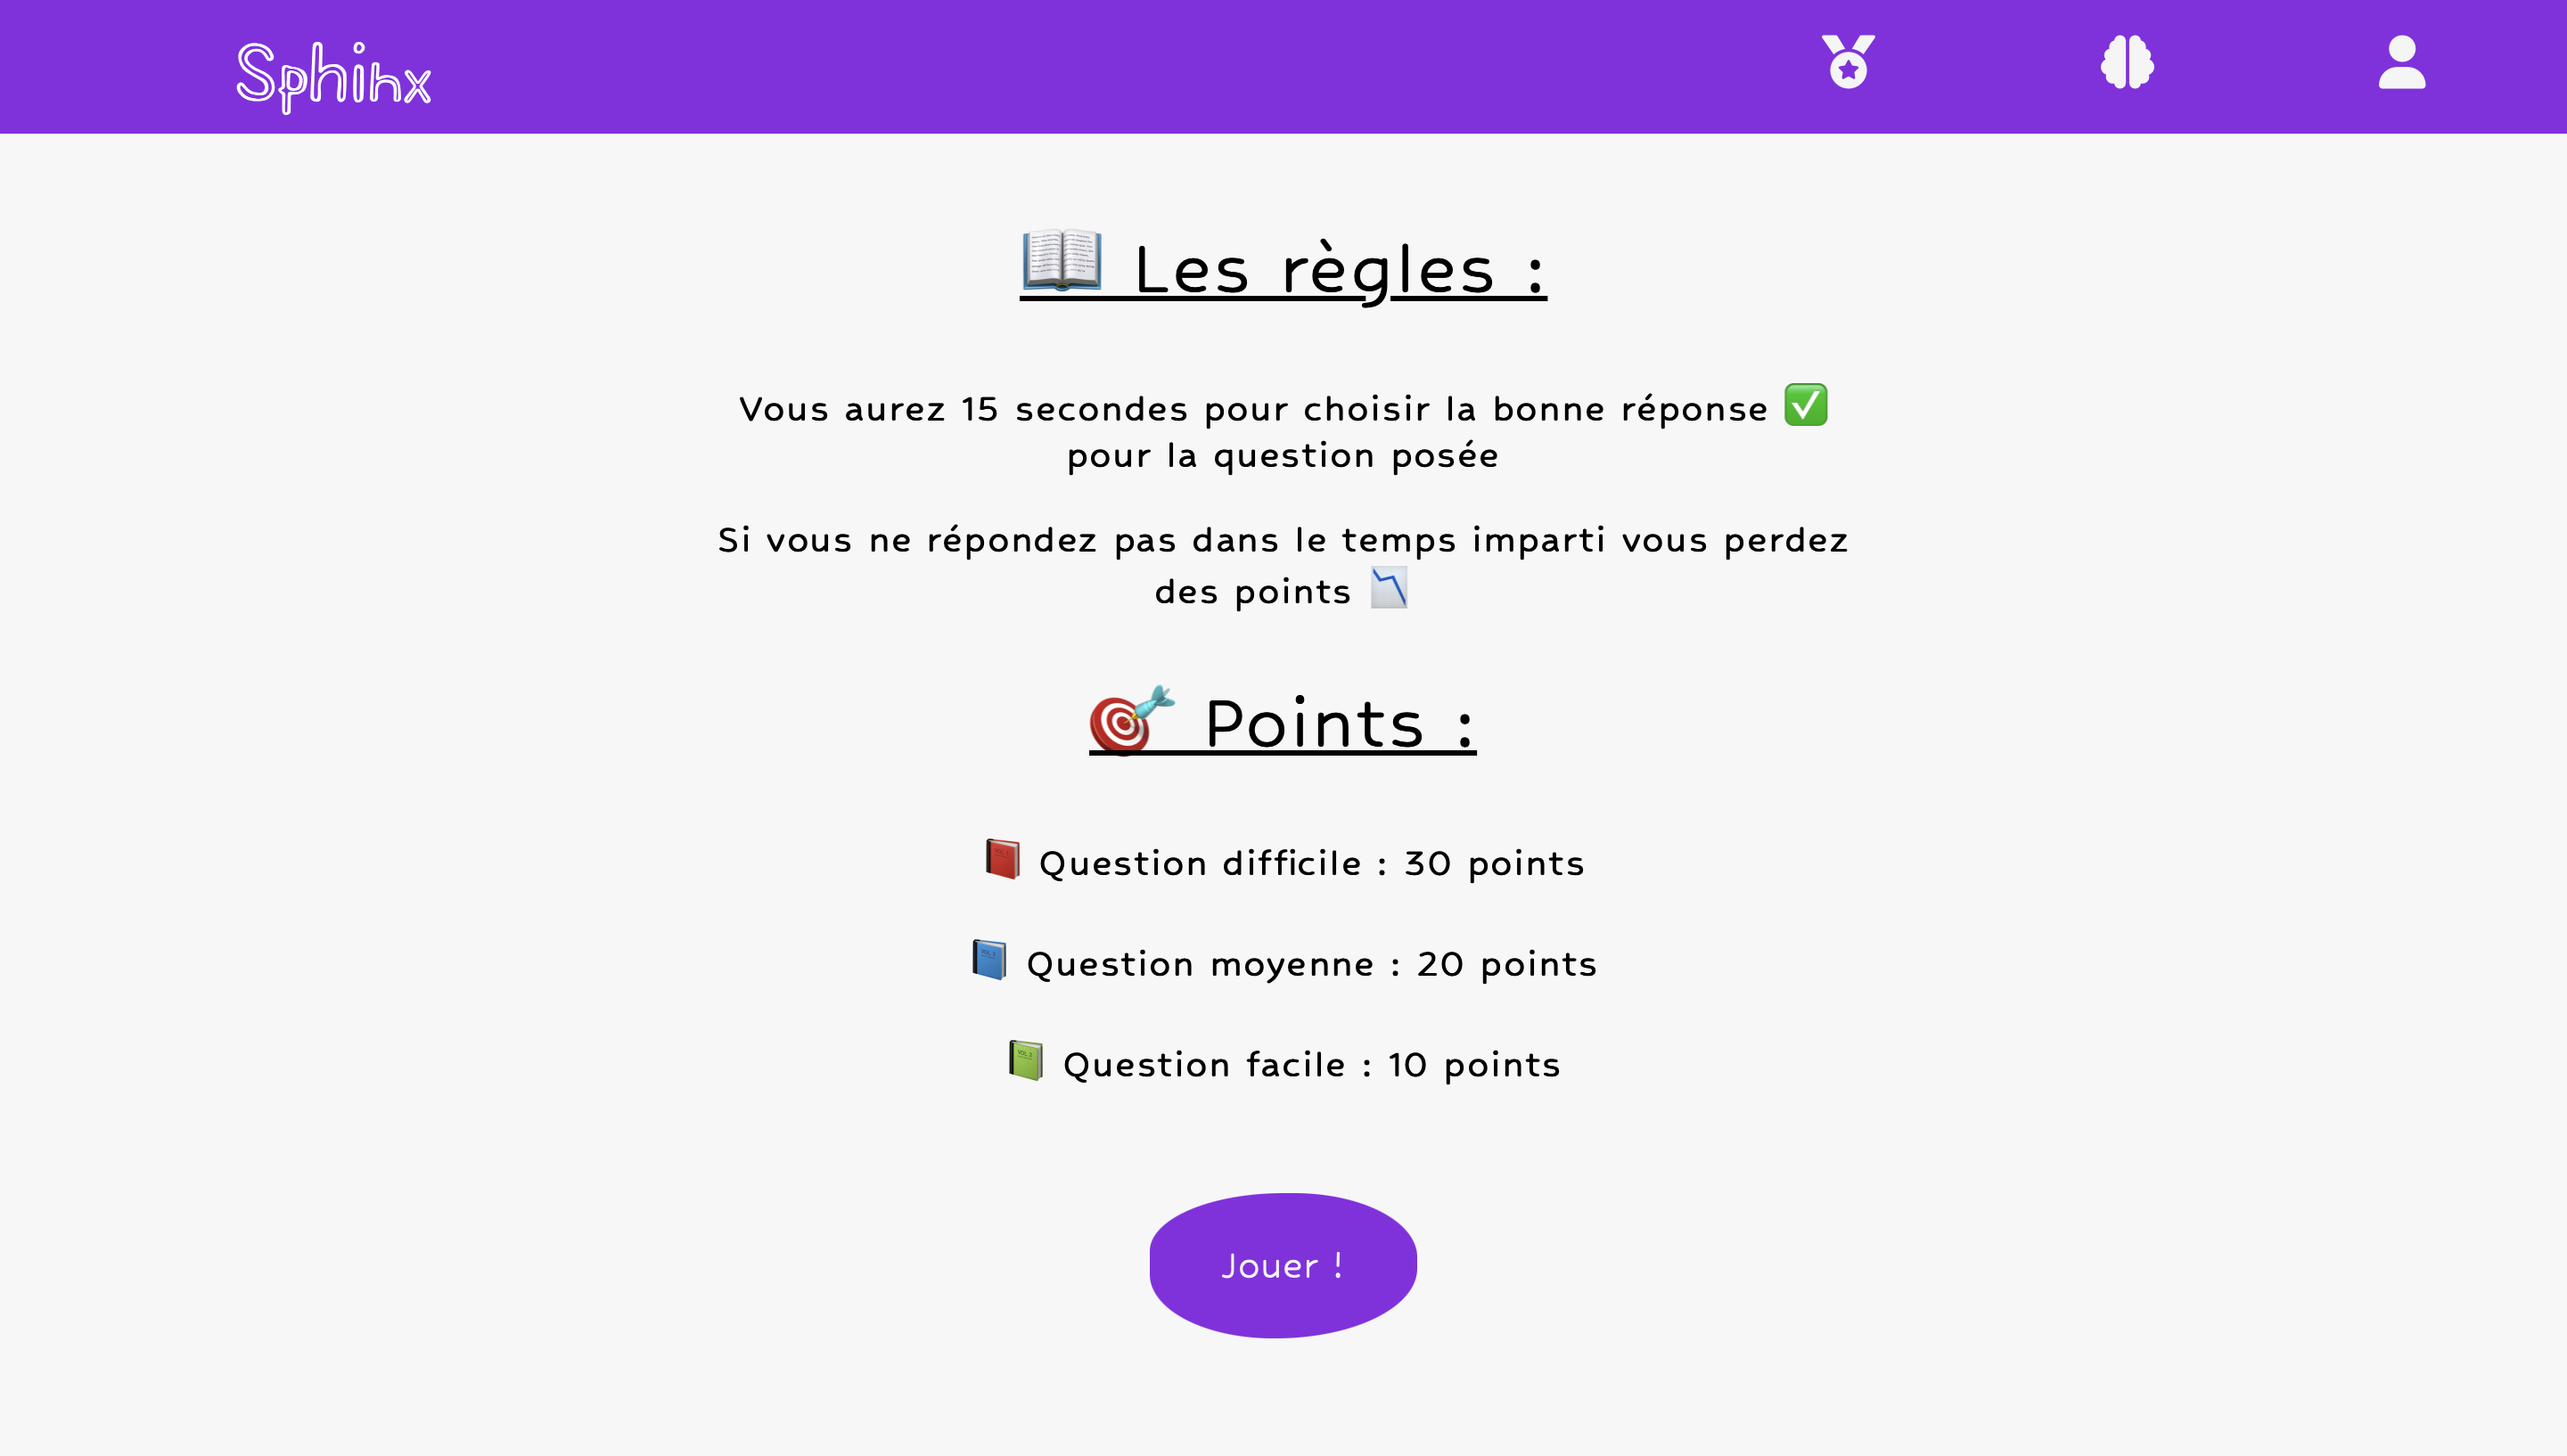 Sphinx
📖 Les règles :
Vous aurez 15 secondes pour choisir la bonne réponse ✅
pour la question posée
Si vous ne répondez pas dans le temps imparti vous perdez
des points 📉
🎯 Points :
📕 Question difficile : 30 points
📘 Question moyenne : 20 points
📗 Question facile : 10 points
Jouer !